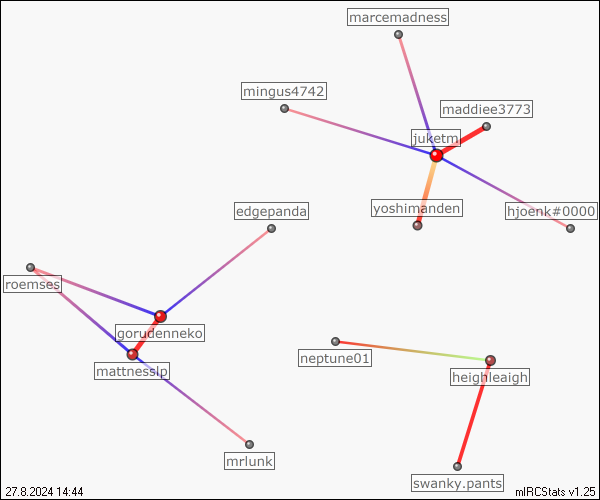 marcemadness
mingus4742
maddiee3773
juketm
yoshimanden
hjoenk#0000
edgepanda
roemses
gorudenneko
mattnesslp
neptune01
heighleaigh
mrlunk
swanky.pants
27.8.2024 14:44
mIRCStats v1.25